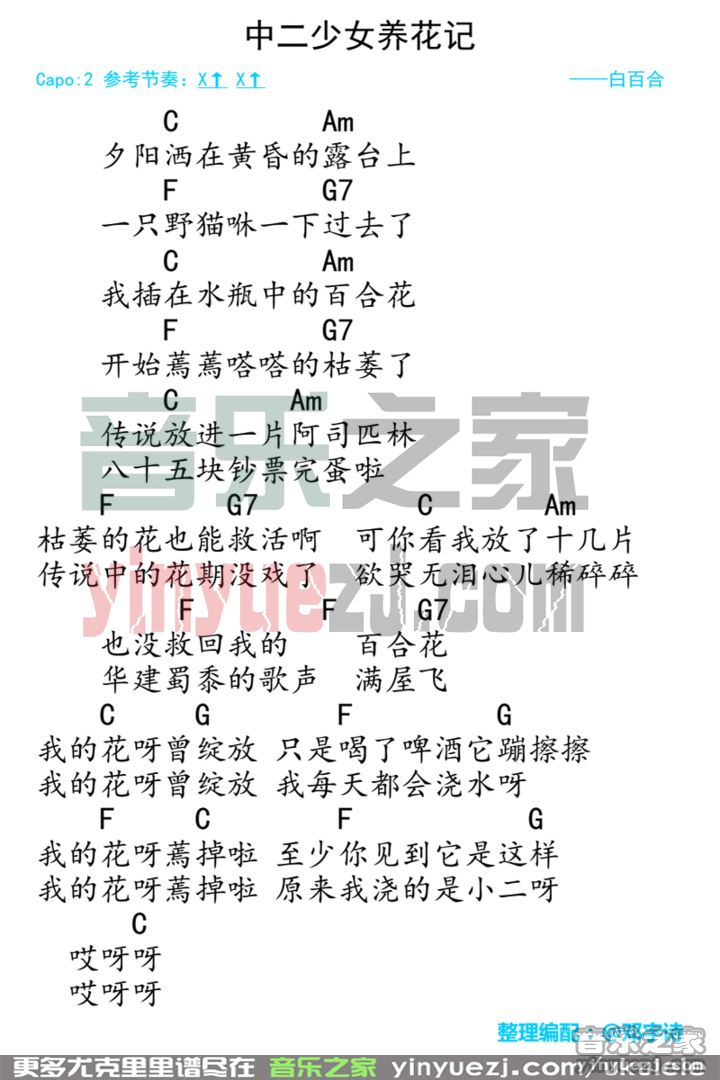 中二少女养花记
Capo:2 参考节奏: X↑ X↑ ——白百合
C Am
夕阳洒在黄昏的露台上
F G7
一只野猫咻一下过去了
C Am
我插在水瓶中的百合花
F G7
开始蔫蔫嗒嗒的枯萎了
C Am
传说放进一片阿司匹林
八十五块钞票完蛋啦
F G7 C Am
枯萎的花也能救活啊 可你看我放了十几片
传说中的花期没戏了 欲哭无泪心儿稀碎碎
F F G7
也没救回我的 百合花
华建蜀黍的歌声 满屋飞
C G F G
我的花呀曾绽放 只是喝了啤酒它蹦擦擦
我的花呀曾绽放 我每天都会浇水呀
F C F G
我的花呀蔫掉啦 至少你见到它是这样
我的花呀蔫掉啦 原来我浇的是小二呀
C
哎呀呀
哎呀呀
音乐之家
yinyuezj.com
整理编配：@邓宇诗
音乐之家
yinyuezj.com
更多尤克里里谱尽在 音乐之家 www.yinyuezj.com/ukulele